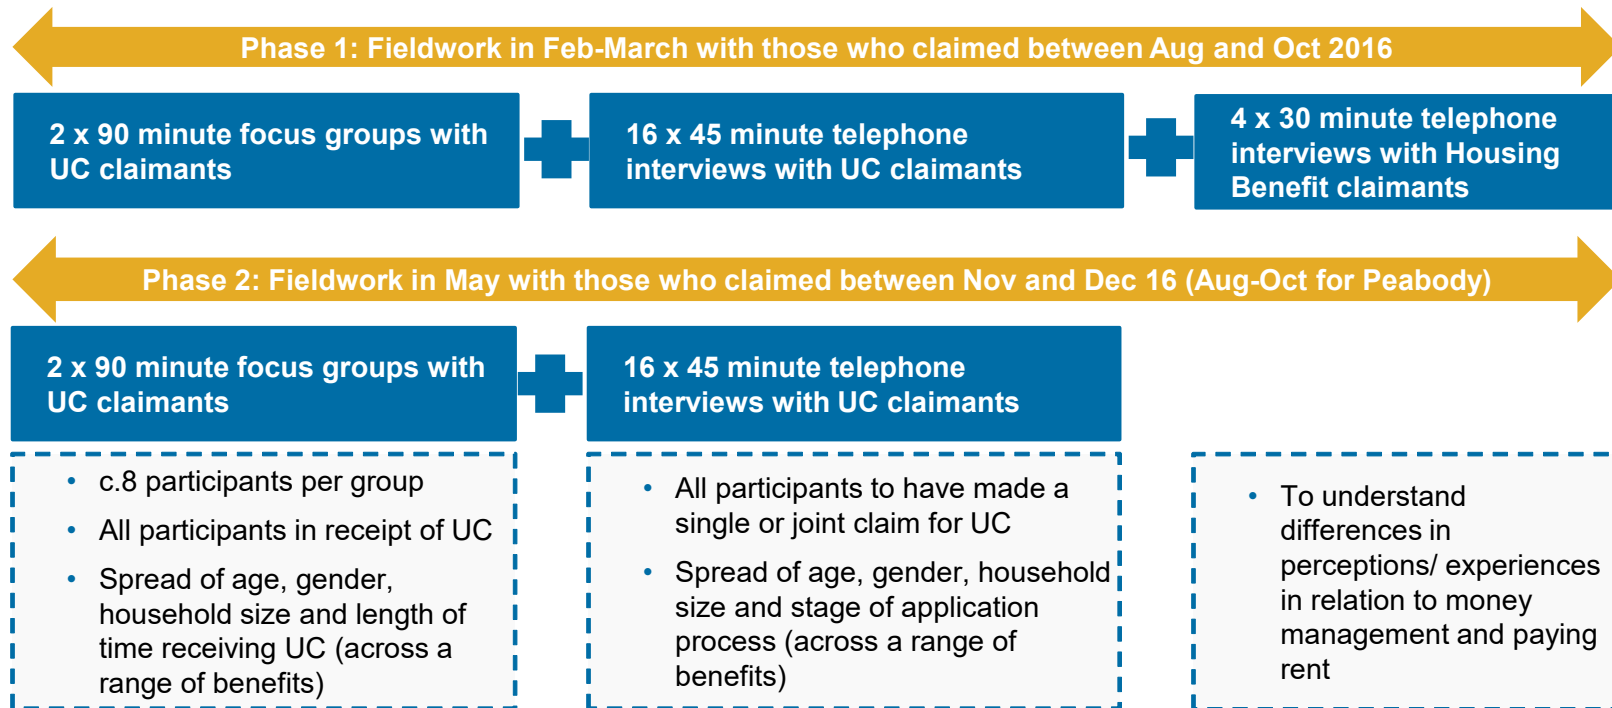 Phase 1: Fieldwork in Feb-March with those who claimed between Aug and Oct 2016
2 x 90 minute focus groups with
UC claimants
16 x 45 minute telephone
interviews with UC claimants
4 x 30 minute telephone
interviews with Housing
Benefit claimants
Phase 2: Fieldwork in May with those who claimed between Nov and Dec 16 (Aug-Oct for Peabody)
2 x 90 minute focus groups with
UC claimants
16 x 45 minute telephone
interviews with UC claimants
• c.8 participants per group
• All participants in receipt of UC
• Spread of age, gender,
household size and length of
time receiving UC (across a
range of benefits)
• All participants to have made a
single or joint claim for UC
• Spread of age, gender, household
size and stage of application
process (across a range of
benefits)
• To understand
differences in
perceptions/ experiences
in relation to money
management and paying
rent